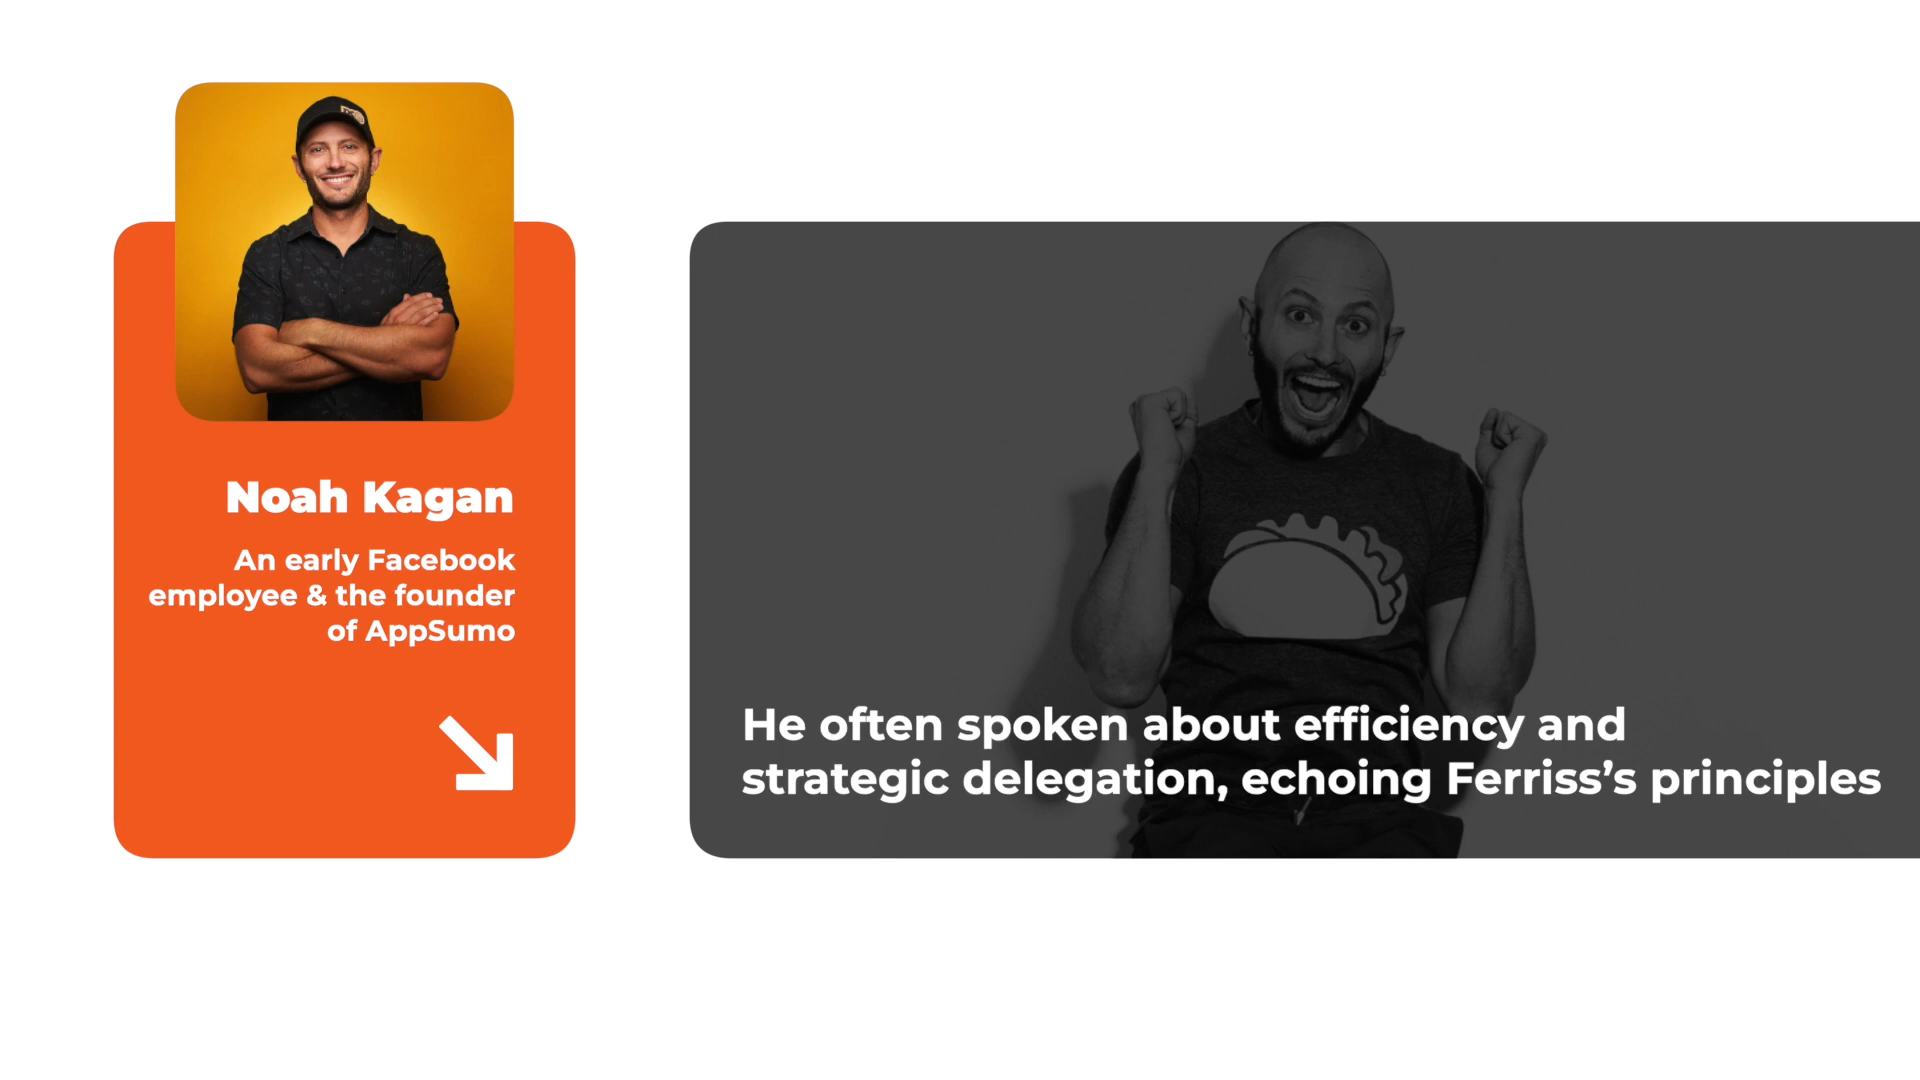 Noah Kagan
An early Facebook
employee & the founder
of AppSumo
He often spoken about efficiency and
strategic delegation, echoing Ferriss’s principles